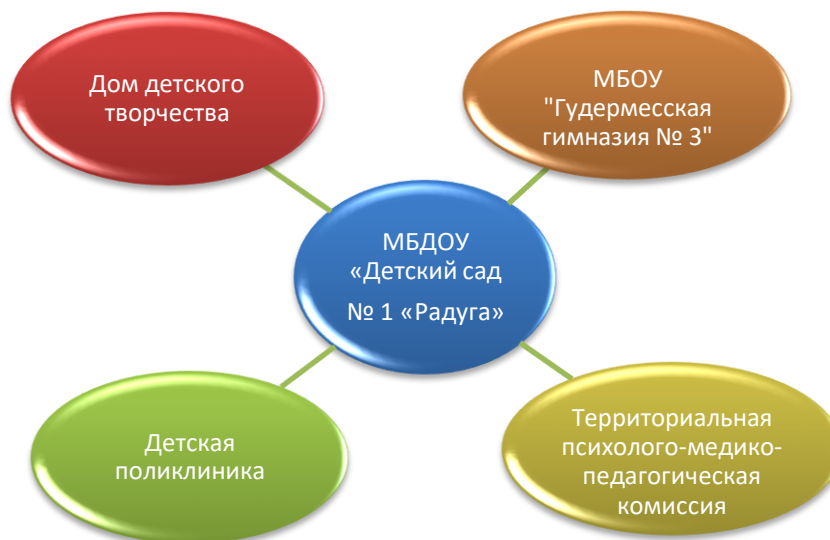 Дом детского
творчества
МБОУ
"Гудермесская
гимназия № 3"
МБДОУ
«Детский сад
№ 1 «Радуга»
Детская
поликлиника
Территориальная
психолого-медико-
педагогическая
комиссия